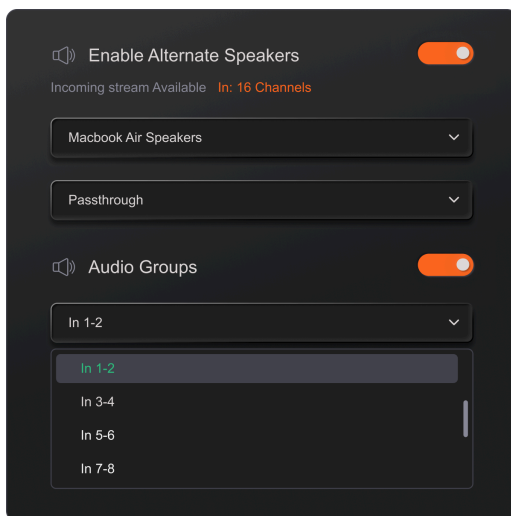 Enable Alternate Speakers
Incoming stream Available In: 16 Channels
Macbook Air Speakers
Passthrough
Audio Groups
In 1-2
In 1-2
In 3-4
In 5-6
In 7-8